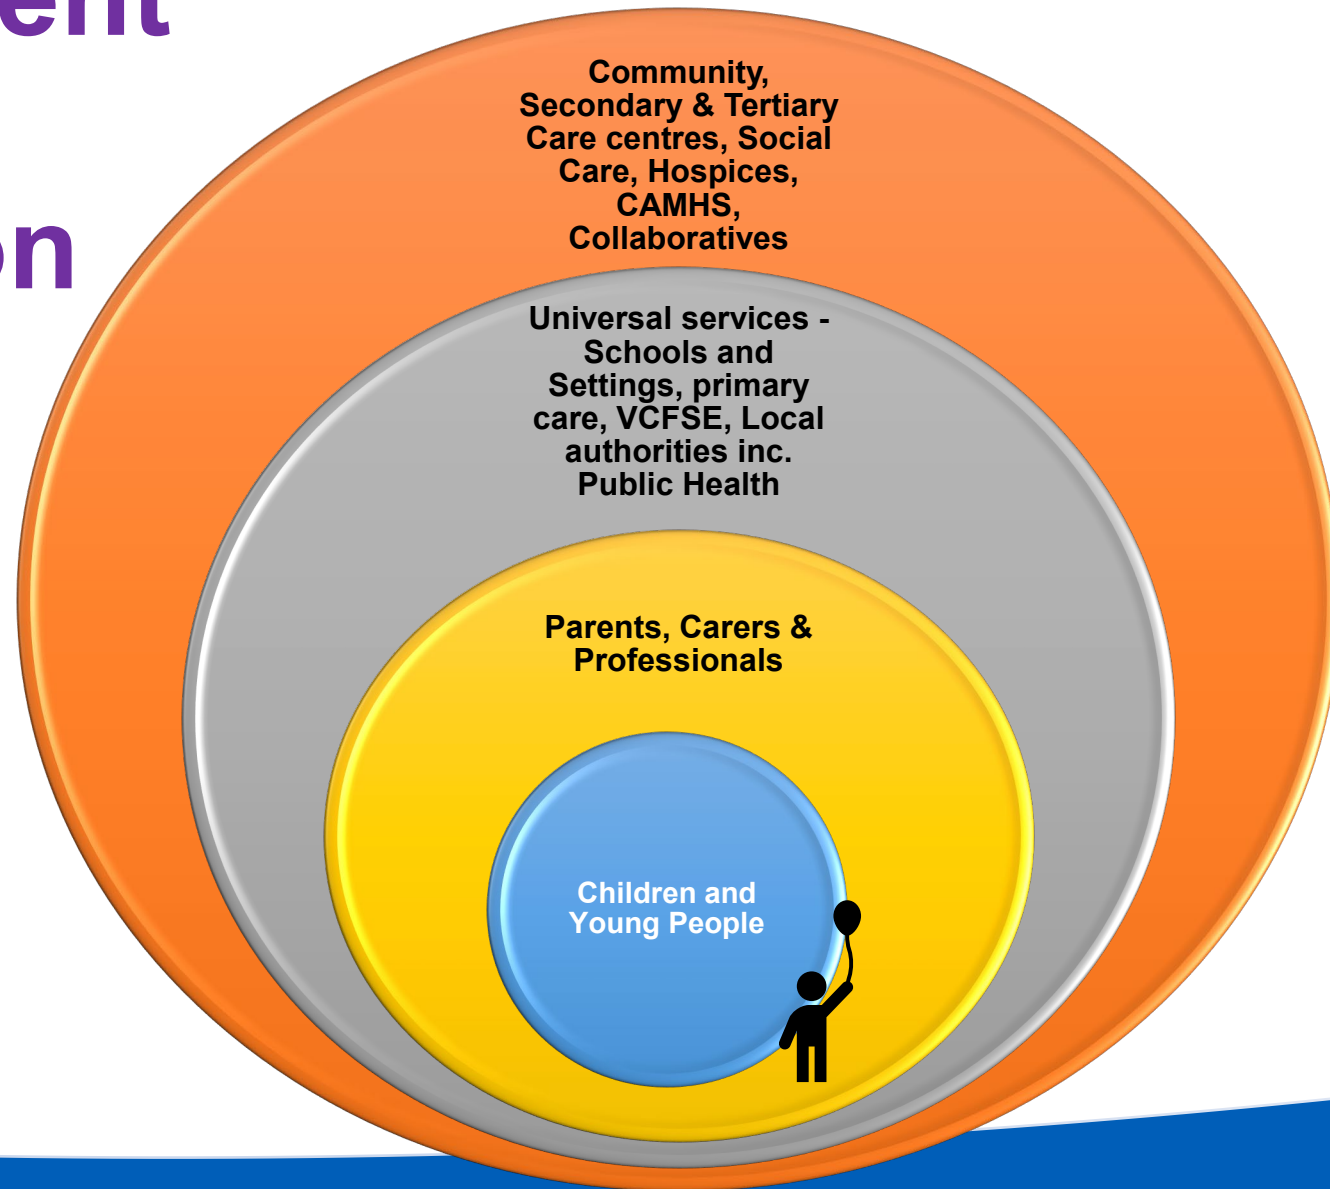 Community,
Secondary & Tertiary
Care centres, Social
Care, Hospices,
CAMHS,
Collaboratives
Universal services -
Schools and
Settings, primary
care, VCFSE, Local
authorities inc.
Public Health
Parents, Carers &
Professionals
Children and
Young People